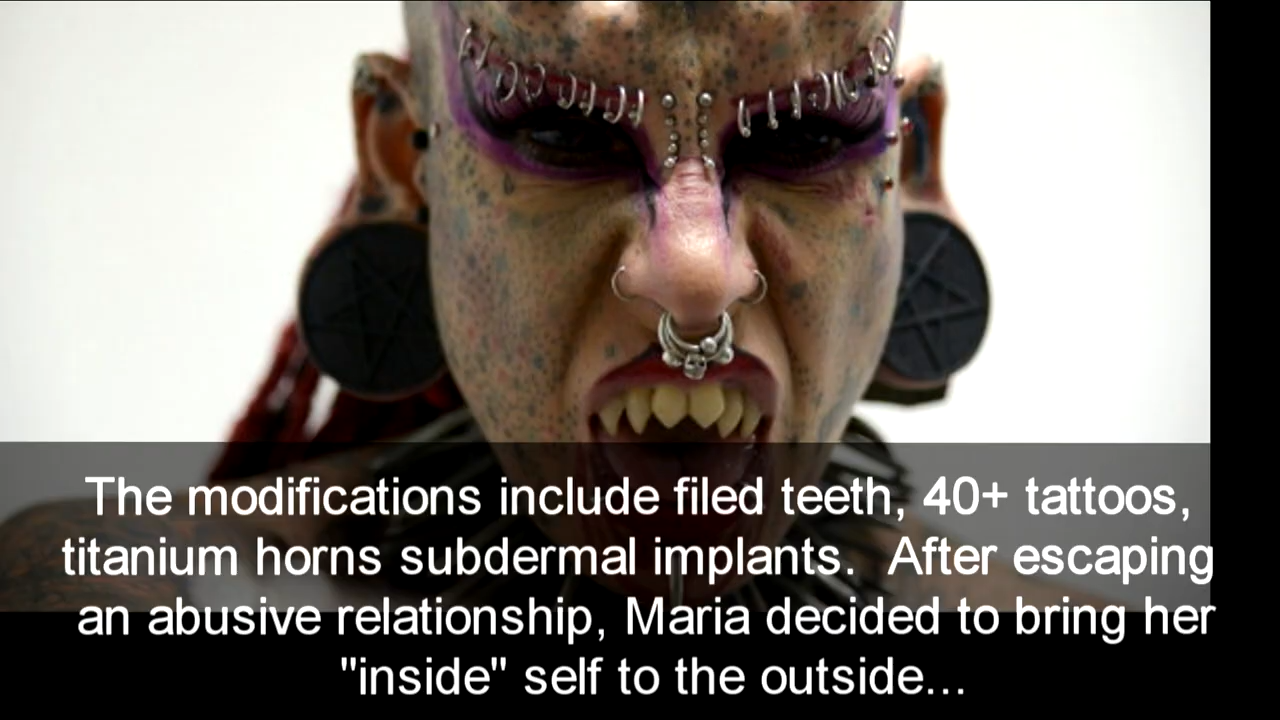 The modifications include filed teeth, 40+ tattoos,
titanium horns subdermal implants.  After escaping
an abusive relationship, Maria decided to bring her
"inside" self to the outside...